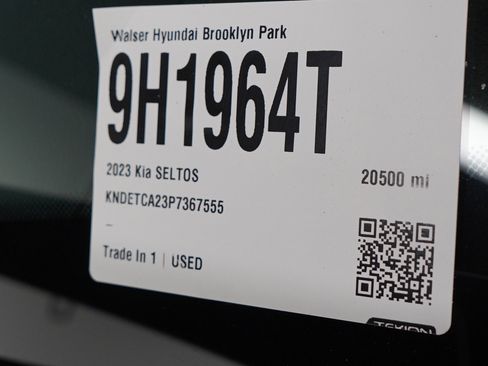 Walser Hyundai Brooklyn Park
9H1964T
2023 Kia SELTOS
20500 mi
KNDETCA23P7367555
–
Trade In 1 | USED
TEKION